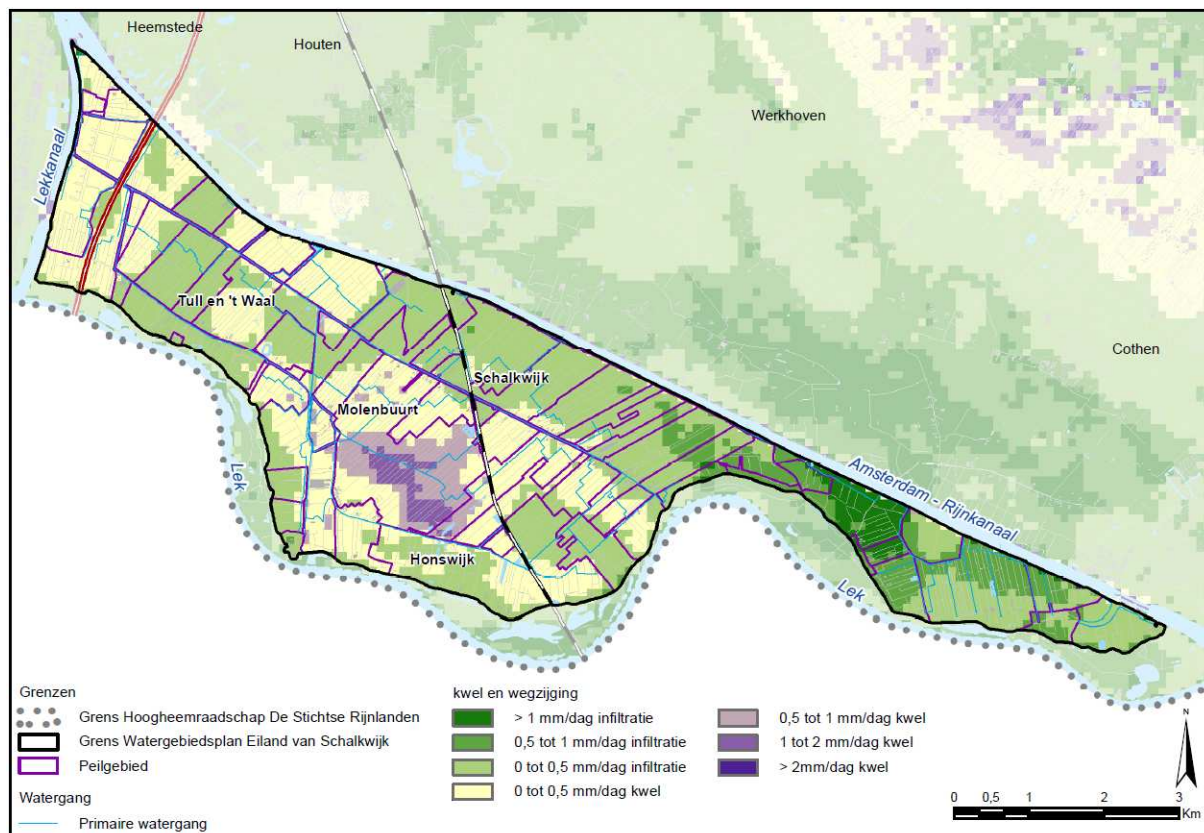 Heemstede
Houten
Werkhoven
Lekkanaal
Tull en 't Waal
Schalkwijk
Cothen
Molenbuurt
Lek
Amsterdam - Rijnkanaal
Honswijk
Lek
Grenzen
Grens Hoogheemraadschap De Stichtse Rijnlanden
Grens Watergebiedsplan Eiland van Schalkwijk
Peilgebied
Watergang
Primaire watergang
kwel en wegzijging
> 1 mm/dag infiltratie
0,5 tot 1 mm/dag infiltratie
0 tot 0,5 mm/dag infiltratie
0 tot 0,5 mm/dag kwel
0,5 tot 1 mm/dag kwel
1 tot 2 mm/dag kwel
> 2mm/dag kwel
N
0 0,5 1 2 3
Km